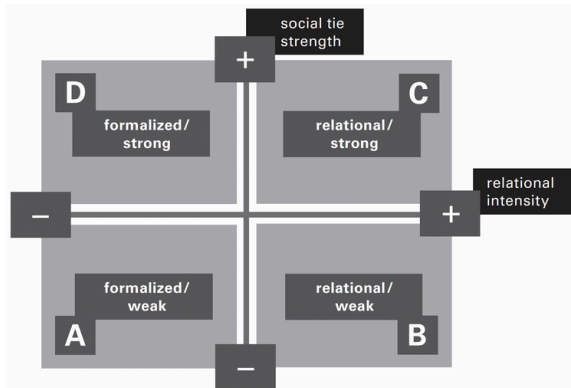 social tie
strength
+
D
C
formalized/
strong
relational/
strong
relational
intensity
−
+
formalized/
weak
relational/
weak
A
B
−